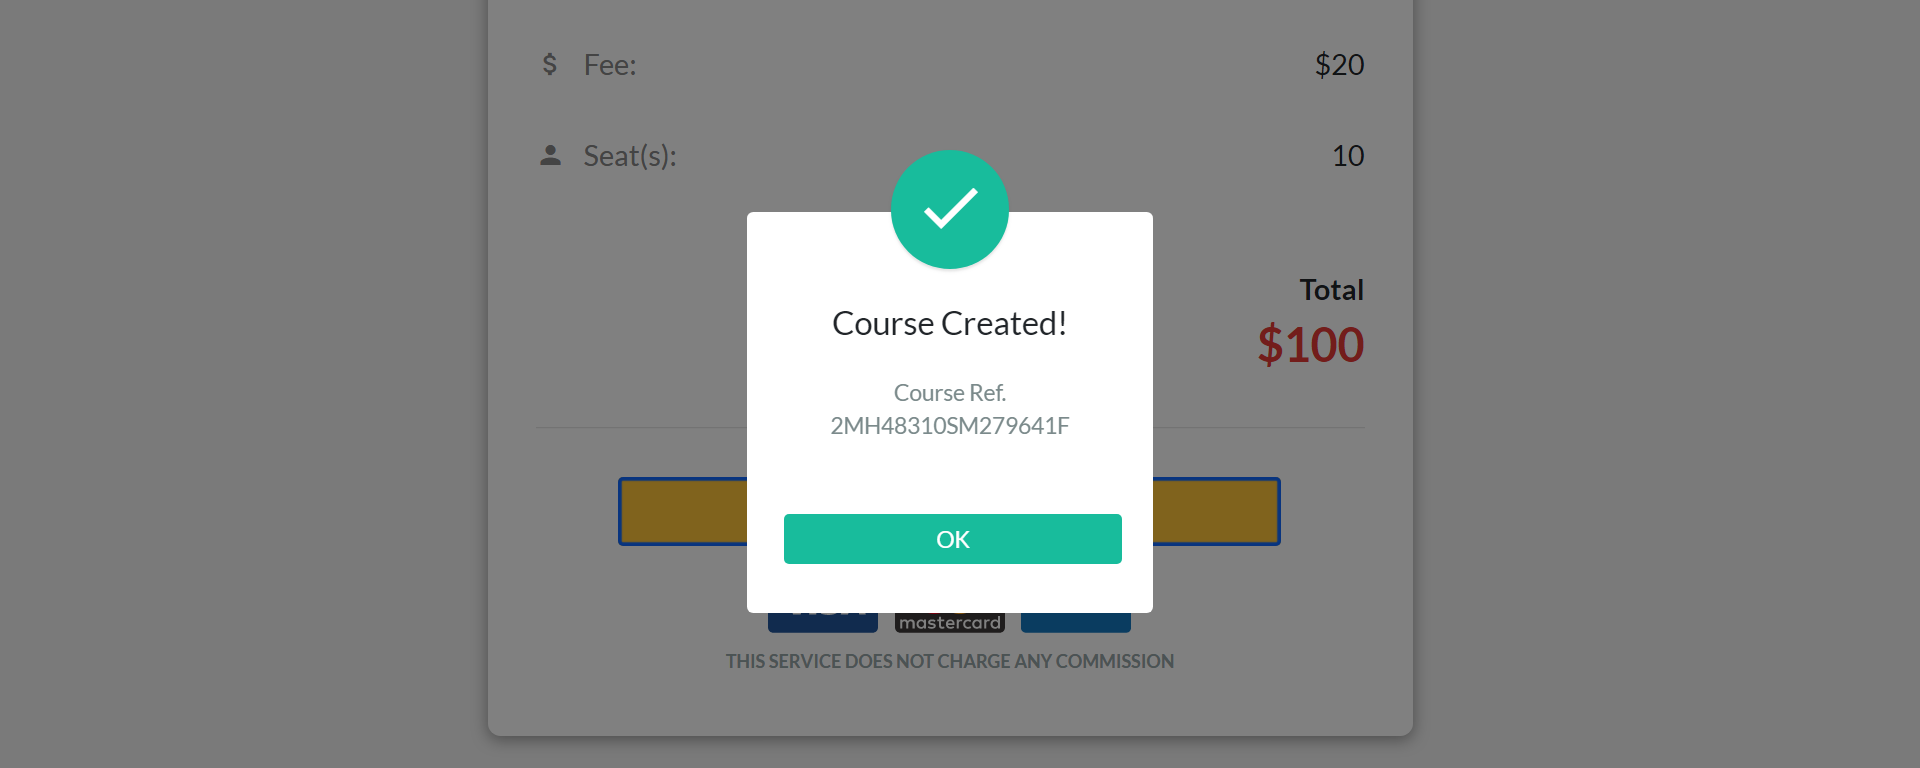 Fee: $20
Seat(s): 10
Total
$100
Course Created!
Course Ref.
2MH48310SM279641F
OK
mastercard
THIS SERVICE DOES NOT CHARGE ANY COMMISSION